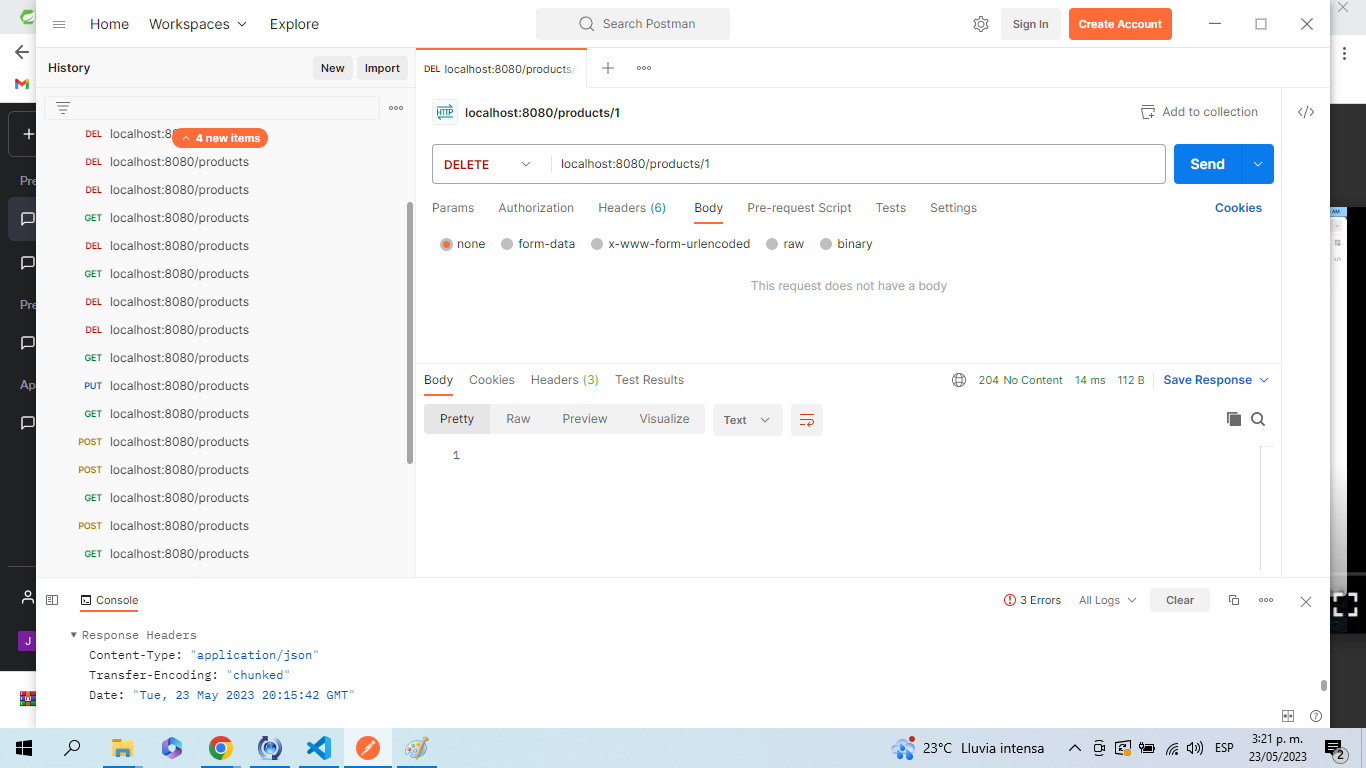 Home Workspaces Explore Search Postman Sign In Create Account
History New Import DEL localhost:8080/products/
4 new items
DEL
DEL localhost:8080/products
DEL localhost:8080/products
GET localhost:8080/products
DEL localhost:8080/products
GET localhost:8080/products
DEL localhost:8080/products
DEL localhost:8080/products
GET localhost:8080/products
PUT localhost:8080/products
GET localhost:8080/products
POST localhost:8080/products
POST localhost:8080/products
GET localhost:8080/products
POST localhost:8080/products
GET localhost:8080/products
HTTP localhost:8080/products/1 Add to collection
DELETE localhost:8080/products/1 Send
Params Authorization Headers (6) Body Pre-request Script Tests Settings Cookies
none form-data x-www-form-urlencoded raw binary
This request does not have a body
Body Cookies Headers (3) Test Results 204 No Content 14 ms 112 B Save Response
Pretty Raw Preview Visualize Text
1
Console 3 Errors All Logs Clear
Response Headers
Content-Type: "application/json"
Transfer-Encoding: "chunked"
Date: "Tue, 23 May 2023 20:15:42 GMT"
Pre
Pre
Ap
J
23°C Lluvia intensa ESP 3:21 p. m.
23/05/2023 2